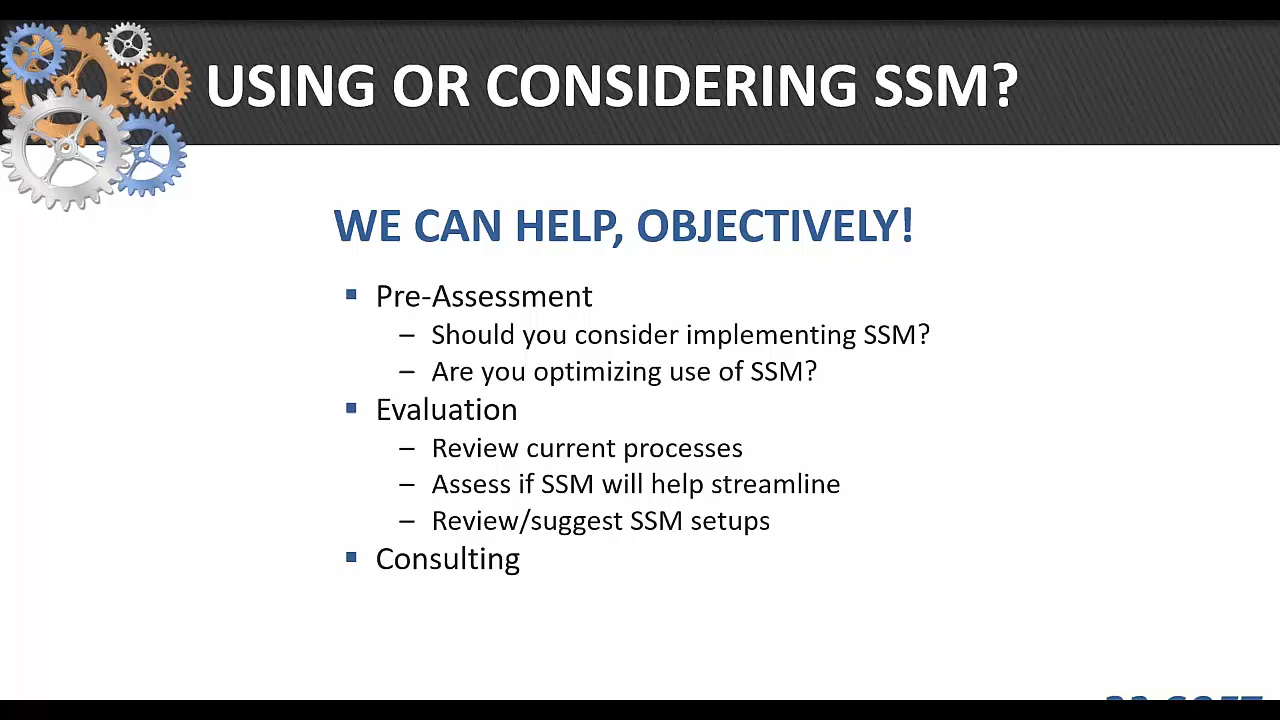 USING OR CONSIDERING SSM?
WE CAN HELP, OBJECTIVELY!
▪ Pre-Assessment
– Should you consider implementing SSM?
– Are you optimizing use of SSM?
▪ Evaluation
– Review current processes
– Assess if SSM will help streamline
– Review/suggest SSM setups
▪ Consulting